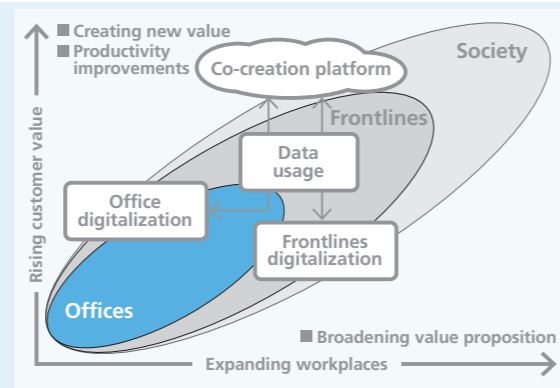 ■ Creating new value
■ Productivity
improvements
Society
Co-creation platform
Frontlines
Data
usage
Office
digitalization
Frontlines
digitalization
Offices
Rising customer value
■ Broadening value proposition
Expanding workplaces